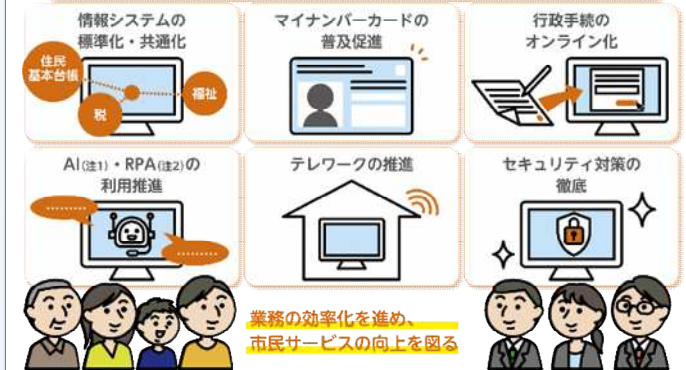 情報システムの
標準化・共通化
住民
基本台帳
税
福祉
マイナンバーカードの
普及促進
行政手続の
オンライン化
AI(注1)・RPA(注2)の
利用推進
テレワークの推進
セキュリティ対策の
徹底
業務の効率化を進め、
市民サービスの向上を図る